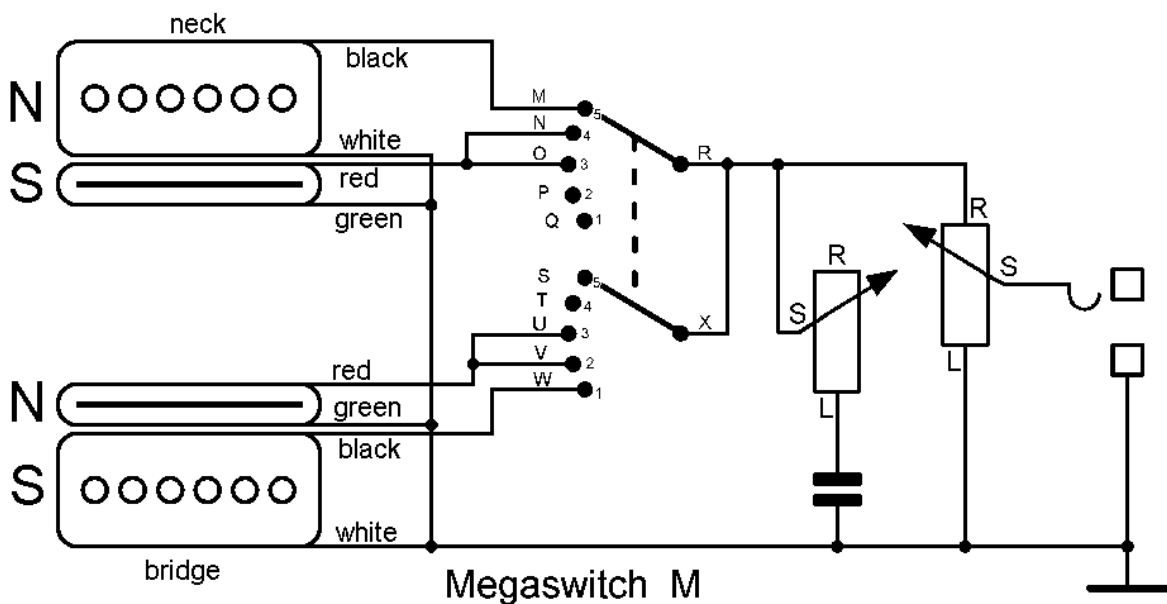 neck
black
N
white
S
red
green
M
N
O
P
Q
5
4
3
2
1
R
S
T
U
V
W
5
4
3
2
1
X
R
S
L
R
S
L
red
N
green
black
S
white
bridge
Megaswitch M